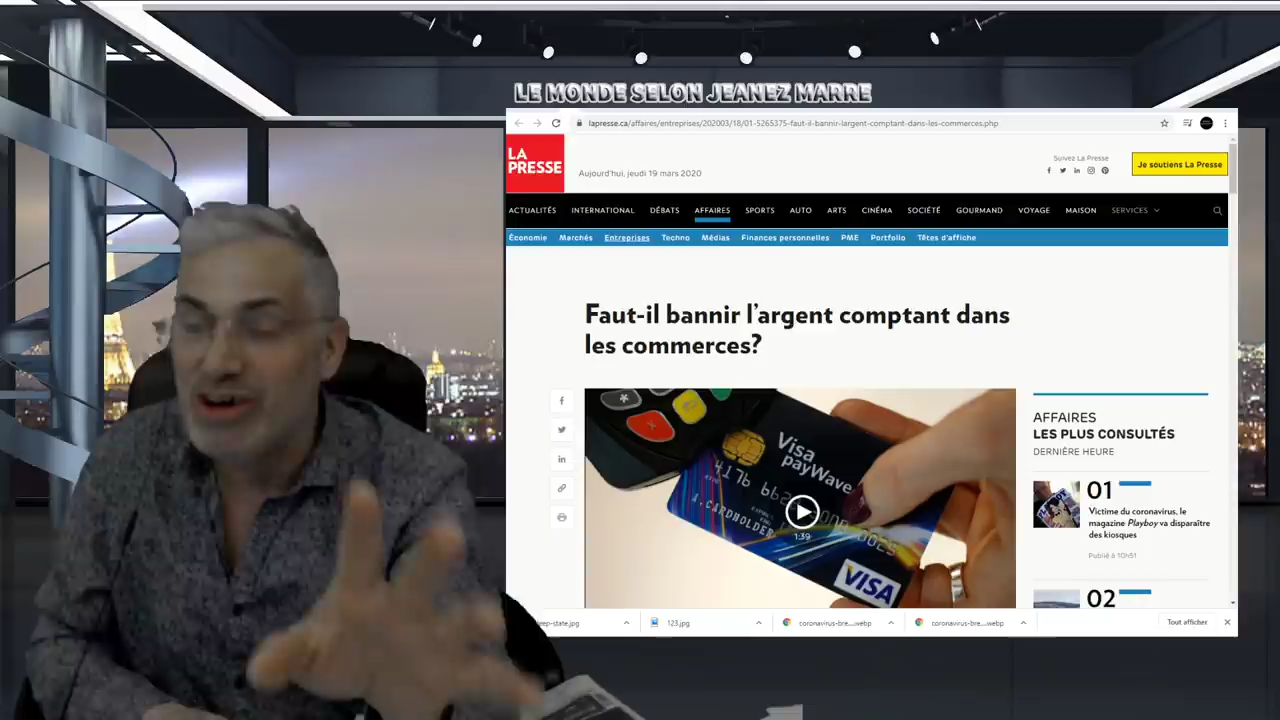 LE MONDE SELON JEANEZ MARRE
lapresse.ca/affaires/entreprises/202003/18/01-5265375-faut-il-bannir-largent-comptant-dans-les-commerces.php
LA
PRESSE
Aujourd'hui, jeudi 19 mars 2020
Suivez La Presse
Je soutiens La Presse
ACTUALITÉS INTERNATIONAL DÉBATS AFFAIRES SPORTS AUTO ARTS CINÉMA SOCIÉTÉ GOURMAND VOYAGE MAISON SERVICES
Économie Marchés Entreprises Techno Médias Finances personnelles PME Portfolio Têtes d'affiche
Faut-il bannir l'argent comptant dans
les commerces?
Visa
payWave
A.CARDHOLDER
VISA
1:39
AFFAIRES
LES PLUS CONSULTÉS
DERNIÈRE HEURE
01
Victime du coronavirus, le
magazine Playboy va disparaître
des kiosques
Publié à 10h51
02
eep-state.jpg 123.jpg coronavirus-bre....webp coronavirus-bre....webp Tout afficher